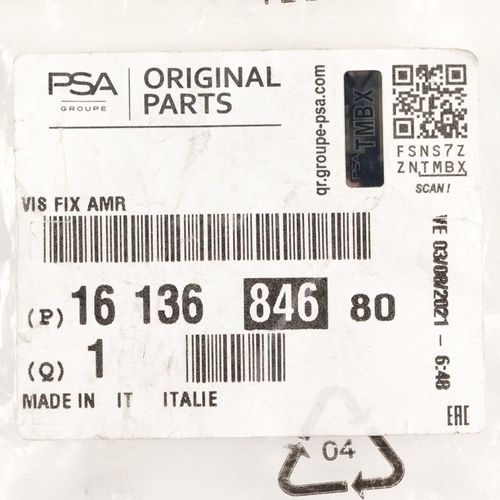 PSA
GROUPE
ORIGINAL
PARTS
qr.groupe-psa.com
PSA TMBX
FSNS7Z
ZNTMBX
SCAN!
VIS FIX AMR
VE 03/09/2021 - 6:48
(P) 16 136 846 80
(Q) 1
MADE IN IT ITALIE
EAC
04